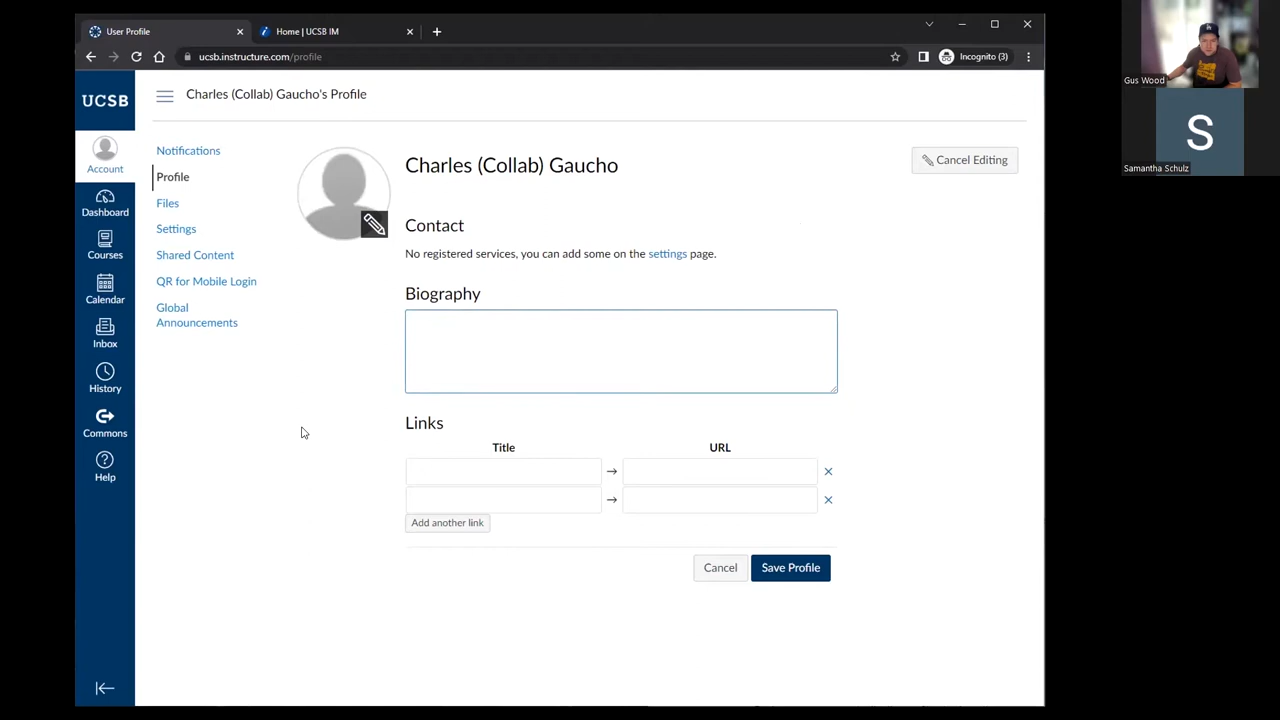 User Profile
Home | UCSB IM
ucsb.instructure.com/profile
Incognito (3)
Gus Wood
S
Samantha Schulz
UCSB
Account
Dashboard
Courses
Calendar
Inbox
History
Commons
Help
Charles (Collab) Gaucho's Profile
Notifications
Profile
Files
Settings
Shared Content
QR for Mobile Login
Global
Announcements
Charles (Collab) Gaucho
Cancel Editing
Contact
No registered services, you can add some on the settings page.
Biography
Links
Title URL
Add another link
Cancel Save Profile